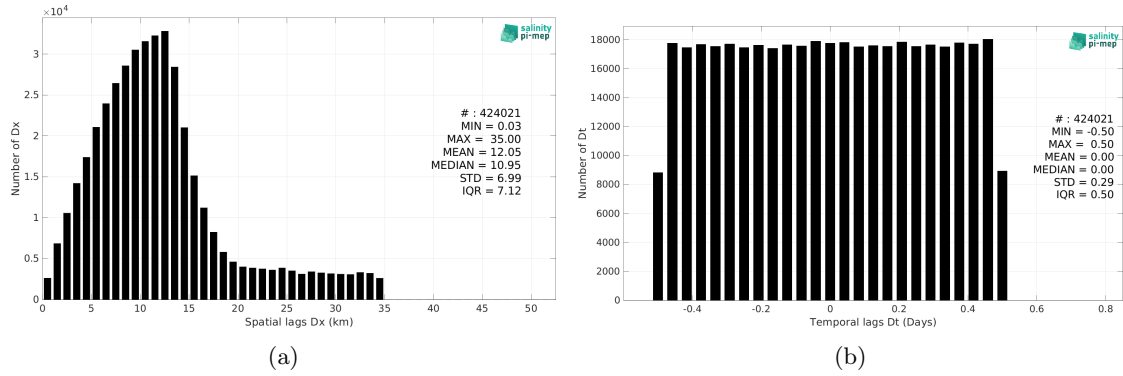 ×10⁴
3
2.5
2
1.5
1
0.5
0
0 5 10 15 20 25 30 35 40 45 50
Number of Dx
Spatial lags Dx (km)
salinity
pi-mep
# : 424021
MIN = 0.03
MAX = 35.00
MEAN = 12.05
MEDIAN = 10.95
STD = 6.99
IQR = 7.12
(a)
18000
16000
14000
12000
10000
8000
6000
4000
2000
0
-0.4 -0.2 0 0.2 0.4 0.6 0.8
Number of Dt
Temporal lags Dt (Days)
salinity
pi-mep
# : 424021
MIN = -0.50
MAX = 0.50
MEAN = 0.00
MEDIAN = 0.00
STD = 0.29
IQR = 0.50
(b)